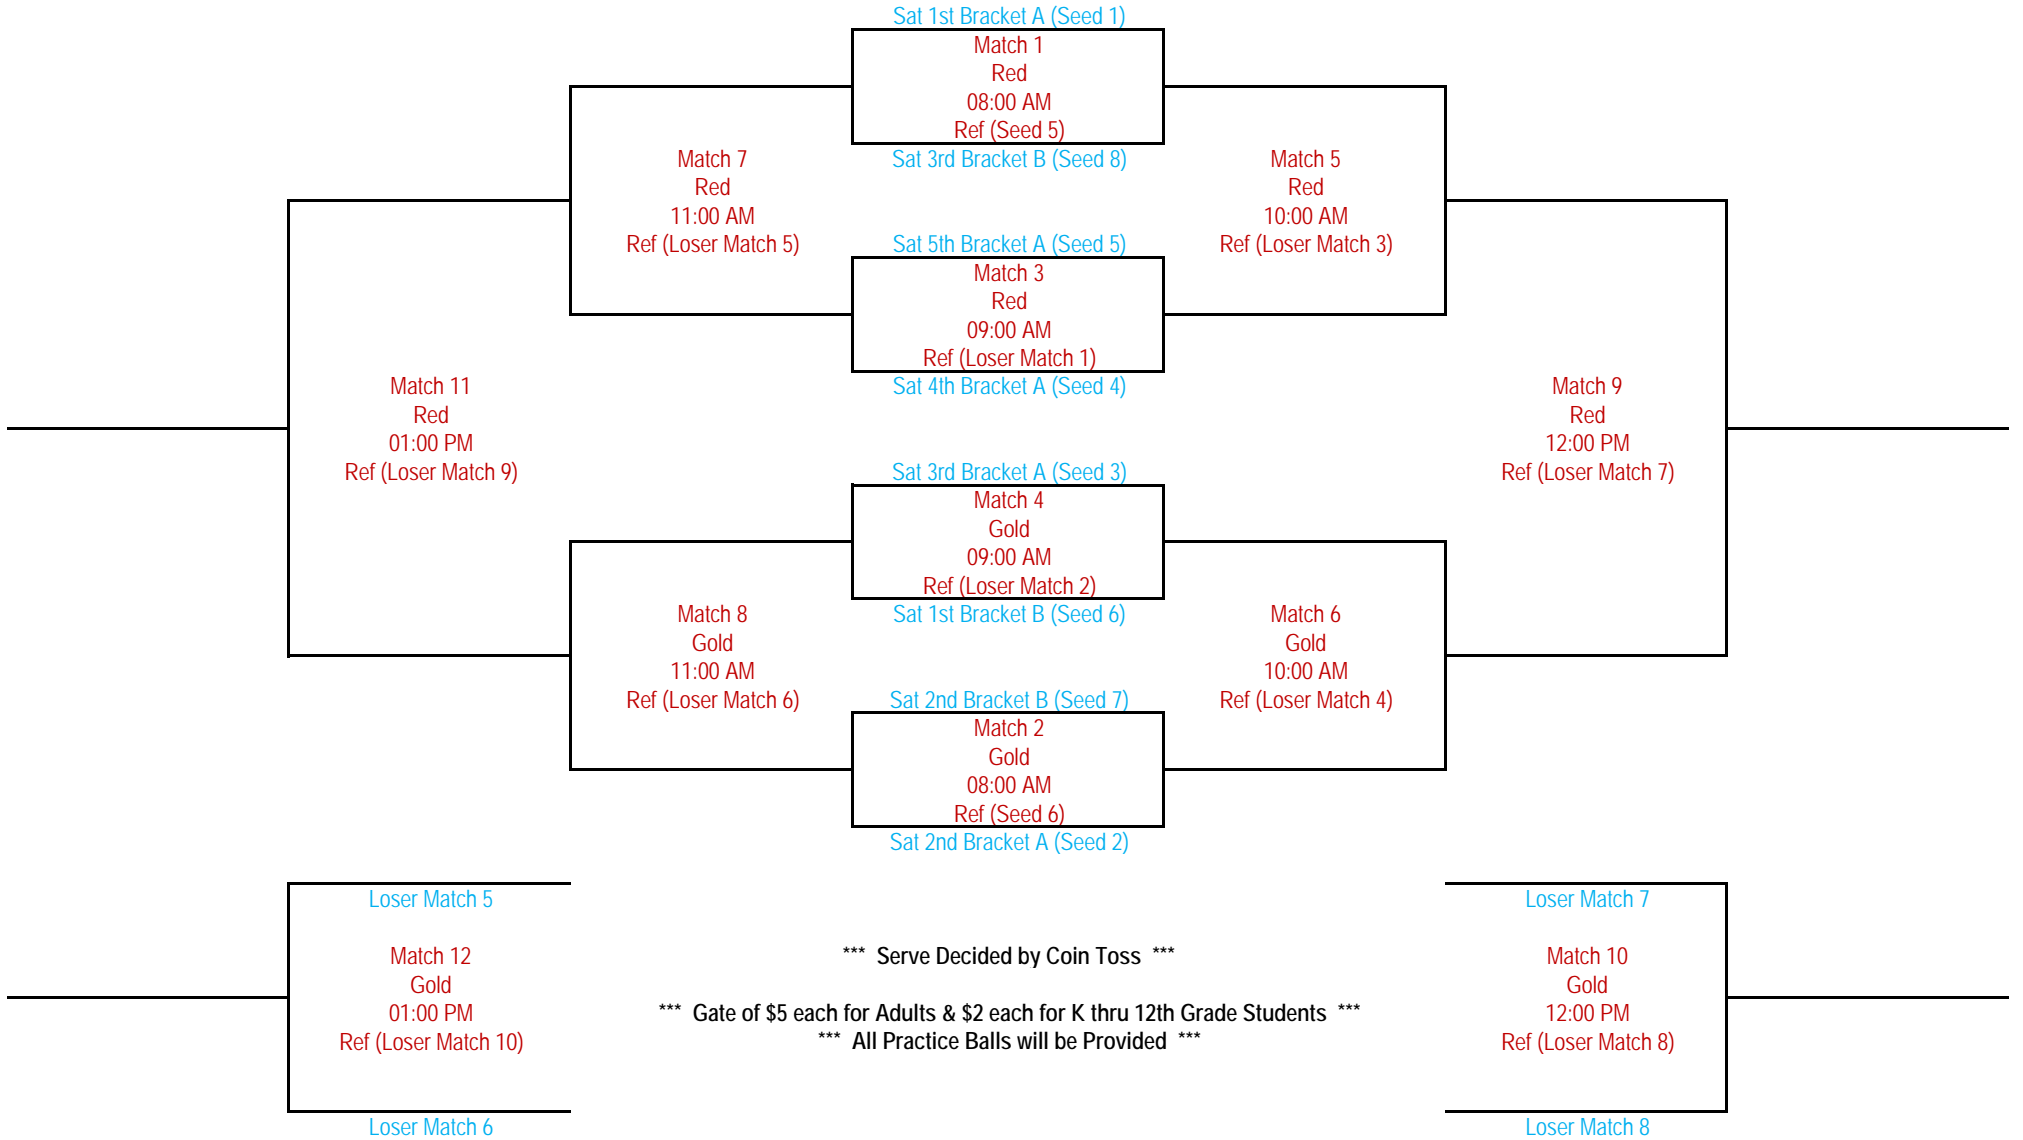 Sat 1st Bracket A (Seed 1)
Match 1
Red
08:00 AM
Ref (Seed 5)
Sat 3rd Bracket B (Seed 8)
Match 7
Red
11:00 AM
Ref (Loser Match 5)
Match 5
Red
10:00 AM
Ref (Loser Match 3)
Sat 5th Bracket A (Seed 5)
Match 3
Red
09:00 AM
Ref (Loser Match 1)
Sat 4th Bracket A (Seed 4)
Match 11
Red
01:00 PM
Ref (Loser Match 9)
Match 9
Red
12:00 PM
Ref (Loser Match 7)
Sat 3rd Bracket A (Seed 3)
Match 4
Gold
09:00 AM
Ref (Loser Match 2)
Sat 1st Bracket B (Seed 6)
Match 8
Gold
11:00 AM
Ref (Loser Match 6)
Match 6
Gold
10:00 AM
Ref (Loser Match 4)
Sat 2nd Bracket B (Seed 7)
Match 2
Gold
08:00 AM
Ref (Seed 6)
Sat 2nd Bracket A (Seed 2)
Loser Match 5
Match 12
Gold
01:00 PM
Ref (Loser Match 10)
Loser Match 6
*** Serve Decided by Coin Toss ***
*** Gate of $5 each for Adults & $2 each for K thru 12th Grade Students ***
*** All Practice Balls will be Provided ***
Loser Match 7
Match 10
Gold
12:00 PM
Ref (Loser Match 8)
Loser Match 8